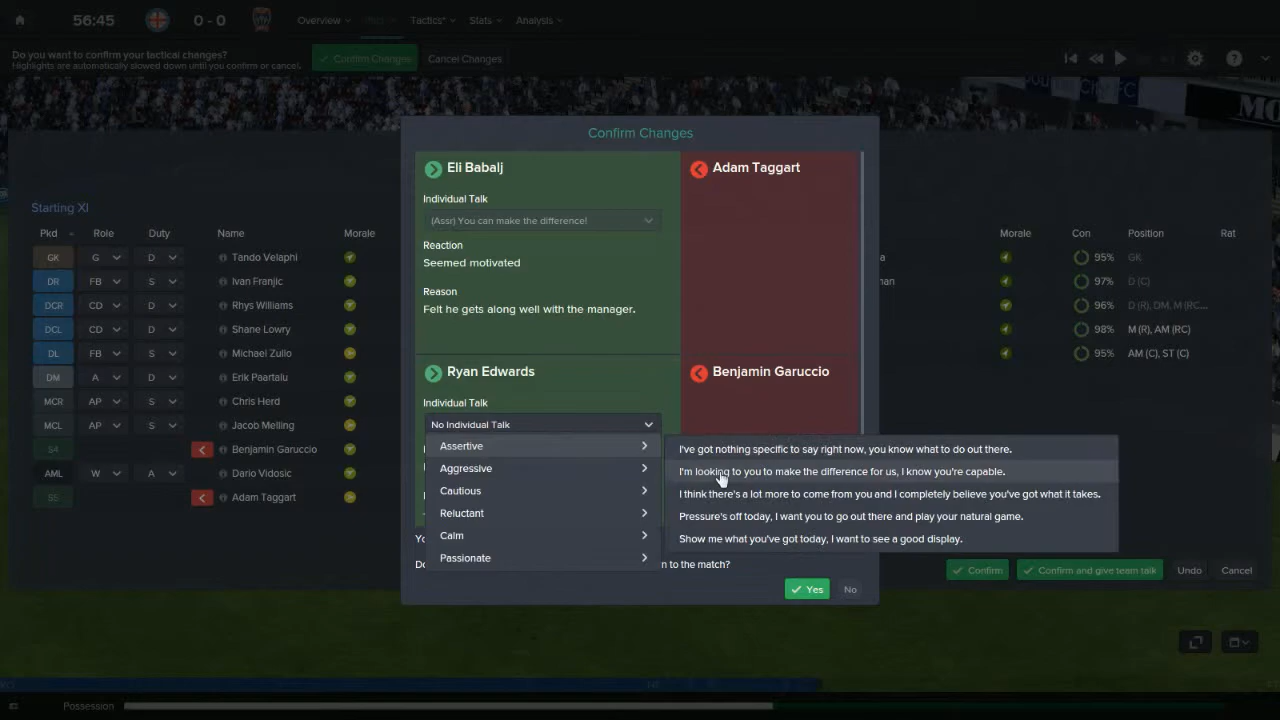 56:45
0 - 0
Overview
Pitch
Tactics*
Stats
Analysis
Do you want to confirm your tactical changes?
Highlights are automatically slowed down until you confirm or cancel.
Confirm Changes
Cancel Changes
Confirm Changes
Eli Babalj
Adam Taggart
Individual Talk
(Assr) You can make the difference!
Reaction
Seemed motivated
Reason
Felt he gets along well with the manager.
Ryan Edwards
Benjamin Garuccio
Individual Talk
No Individual Talk
Assertive
Aggressive
Cautious
Reluctant
Calm
Passionate
I've got nothing specific to say right now, you know what to do out there.
I'm looking to you to make the difference for us, I know you're capable.
I think there's a lot more to come from you and I completely believe you've got what it takes.
Pressure's off today, I want you to go out there and play your natural game.
Show me what you've got today, I want to see a good display.
n to the match?
Yes
No
Starting XI
Pkd Role Duty Name Morale
GK G D Tando Velaphi
DR FB S Ivan Franjic
DCR CD D Rhys Williams
DCL CD D Shane Lowry
DL FB S Michael Zullo
DM A D Erik Paartalu
MCR AP S Chris Herd
MCL AP S Jacob Melling
S4 Benjamin Garuccio
AML W A Dario Vidosic
S5 Adam Taggart
Morale Con Position Rat
a 95% GK
nan 97% D (C)
96% D (R), DM, M (RC,...
98% M (R), AM (RC)
95% AM (C), ST (C)
Confirm
Confirm and give team talk
Undo
Cancel
Possession